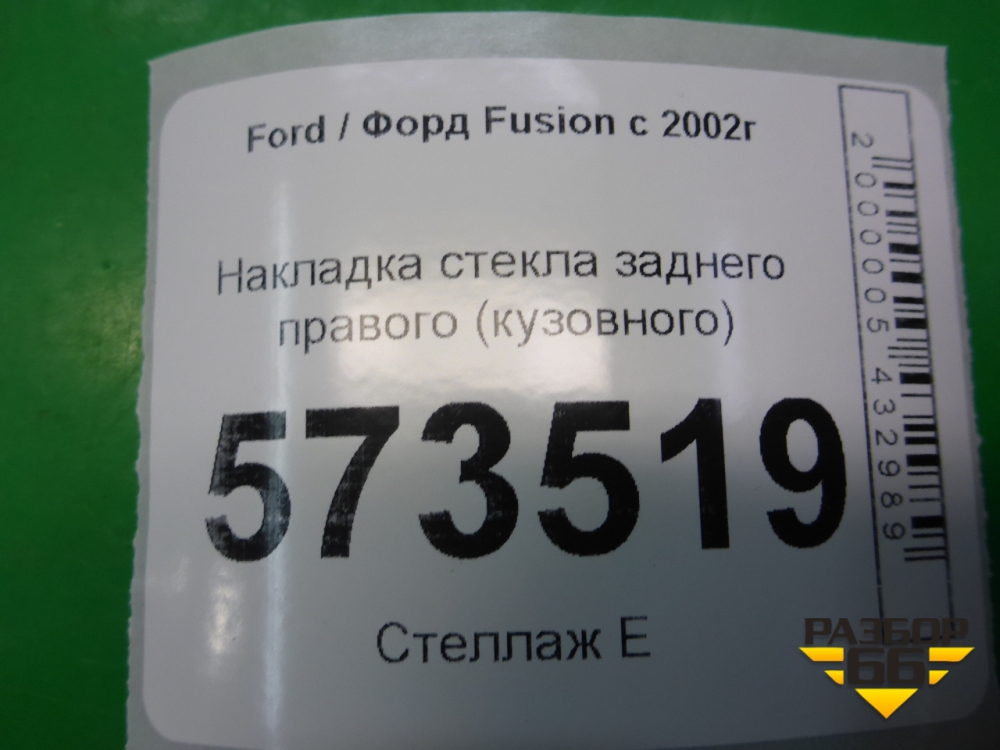 Ford / Форд Fusion с 2002г
Накладка стекла заднего
правого (кузовного)
573519
Стеллаж Е
2000005432989
РАЗБОР
66